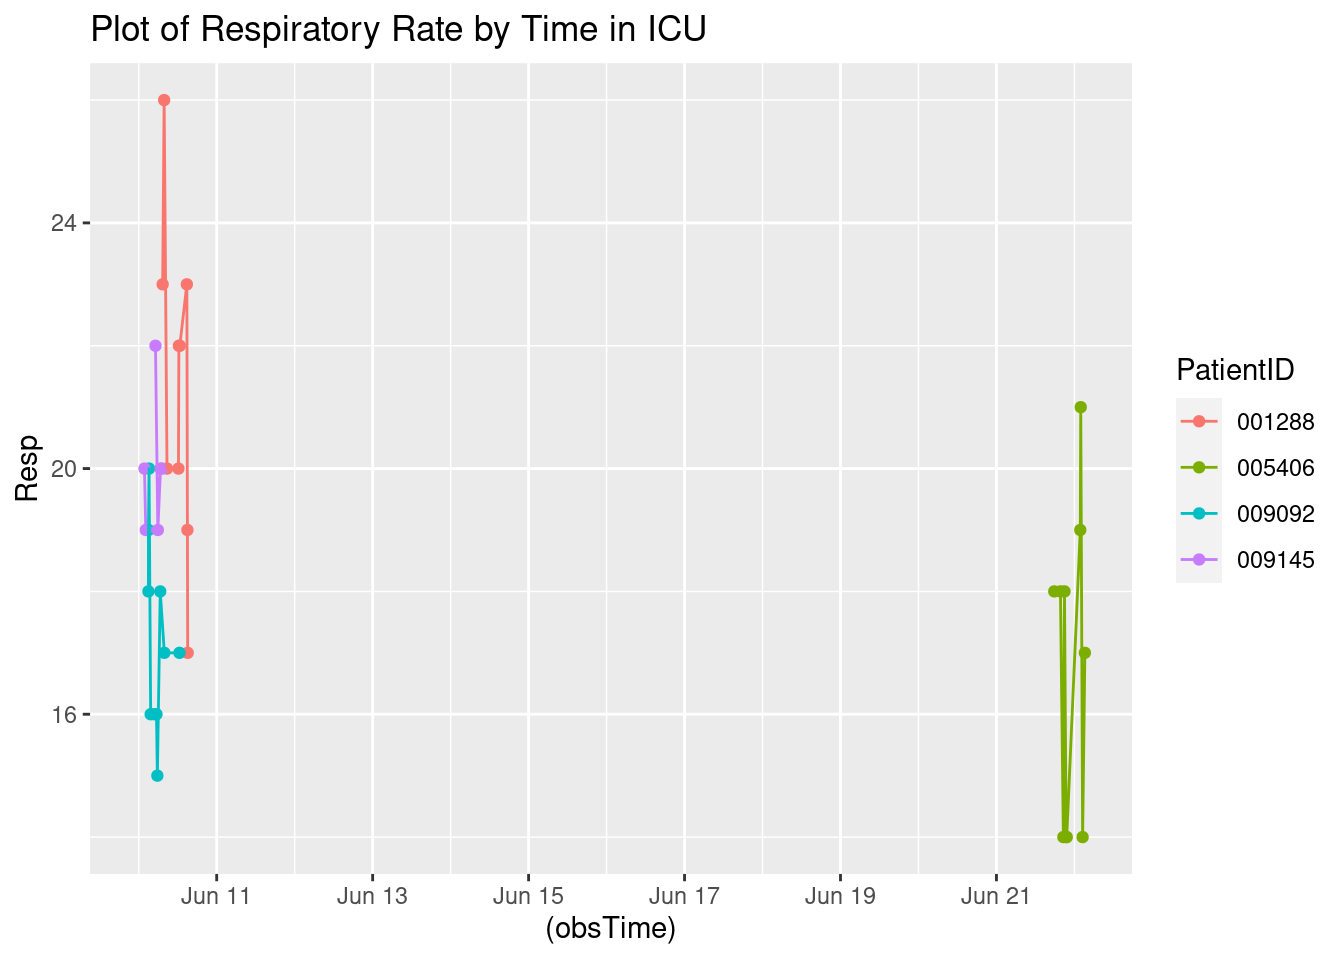 Plot of Respiratory Rate by Time in ICU
24
20
16
Resp
Jun 11 Jun 13 Jun 15 Jun 17 Jun 19 Jun 21
(obsTime)
PatientID
001288
005406
009092
009145